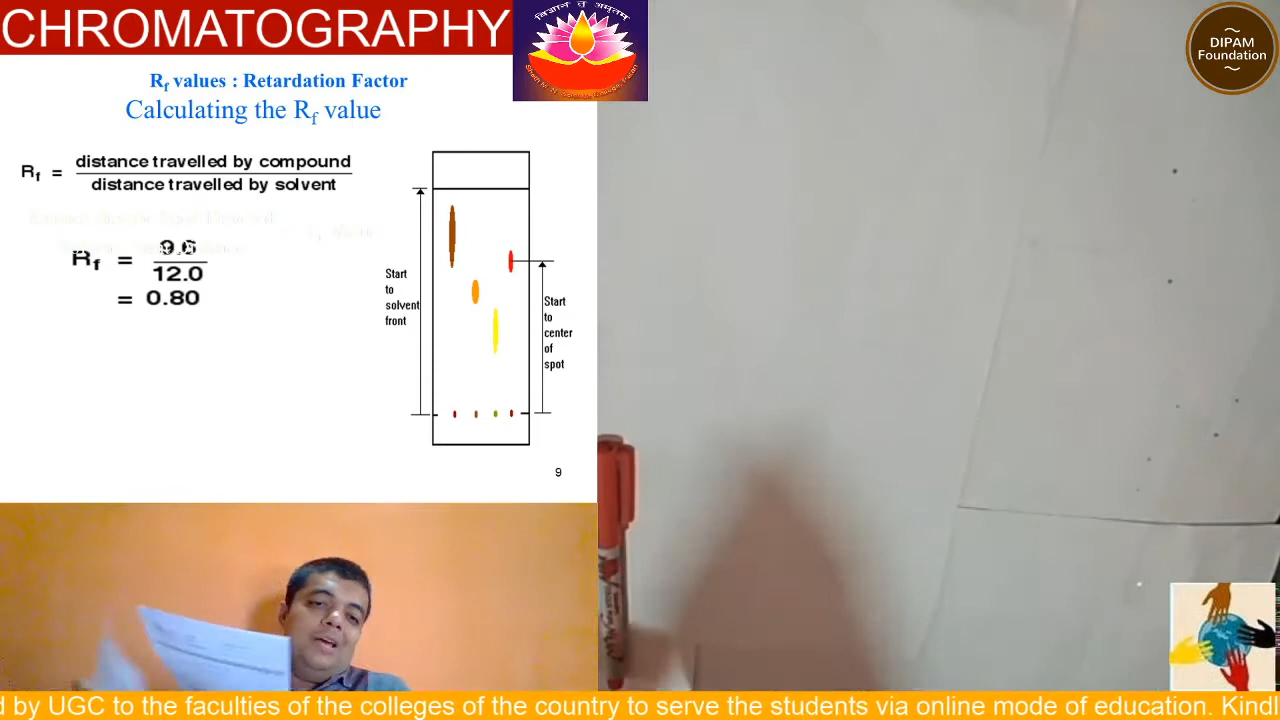 CHROMATOGRAPHY
विज्ञानं तु अमृतम्
DIPAM
Foundation
Rf values : Retardation Factor
Calculating the Rf value
Rf = distance travelled by compound
distance travelled by solvent
Rf =
12.0
= 0.80
Start
to
solvent
front
Start
to
center
of
spot
9
d by UGC to the faculties of the colleges of the country to serve the students via online mode of education. Kindl